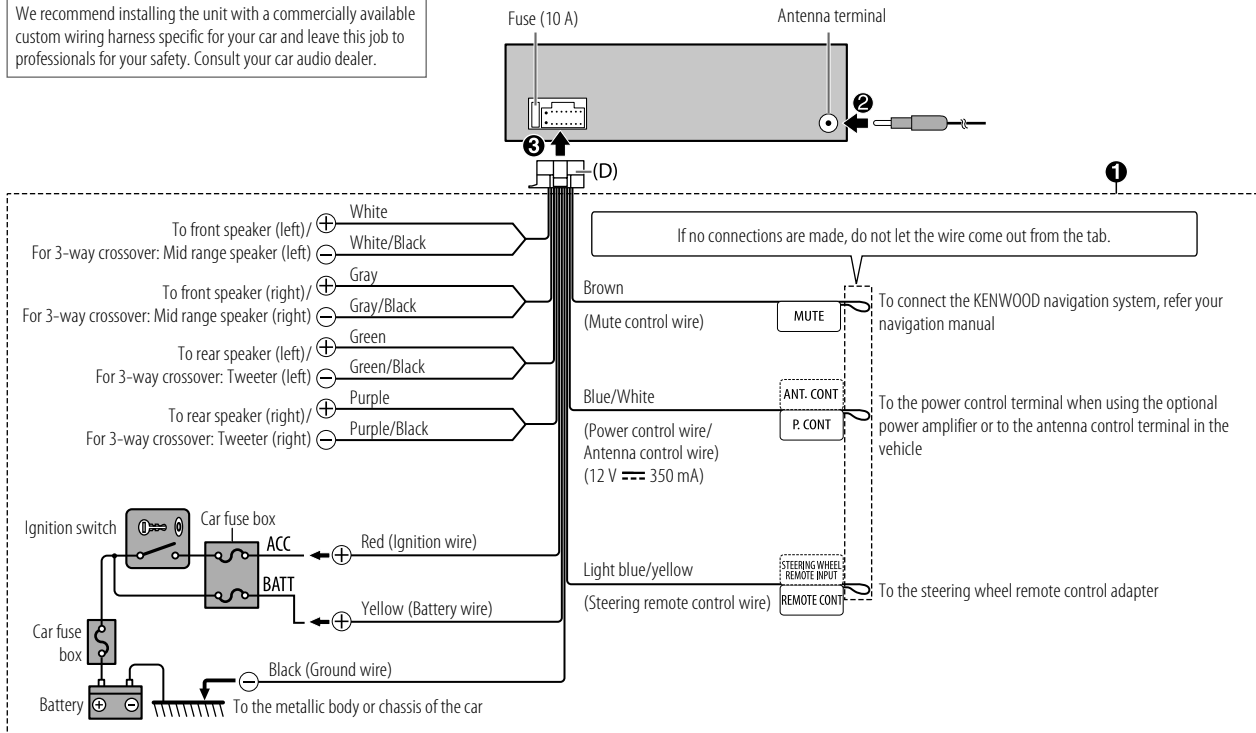 We recommend installing the unit with a commercially available
custom wiring harness specific for your car and leave this job to
professionals for your safety. Consult your car audio dealer.
Fuse (10 A)
Antenna terminal
2
3
(D)
1
To front speaker (left)/
For 3-way crossover: Mid range speaker (left)
White
White/Black
To front speaker (right)/
For 3-way crossover: Mid range speaker (right)
Gray
Gray/Black
To rear speaker (left)/
For 3-way crossover: Tweeter (left)
Green
Green/Black
To rear speaker (right)/
For 3-way crossover: Tweeter (right)
Purple
Purple/Black
If no connections are made, do not let the wire come out from the tab.
Brown
(Mute control wire)
MUTE
To connect the KENWOOD navigation system, refer your
navigation manual
Blue/White
(Power control wire/
Antenna control wire)
(12 V ⎓ 350 mA)
ANT. CONT
P. CONT
To the power control terminal when using the optional
power amplifier or to the antenna control terminal in the
vehicle
Light blue/yellow
(Steering remote control wire)
STEERING WHEEL
REMOTE INPUT
REMOTE CONT
To the steering wheel remote control adapter
Ignition switch
Car fuse box
ACC
Red (Ignition wire)
BATT
Yellow (Battery wire)
Car fuse
box
Black (Ground wire)
Battery
To the metallic body or chassis of the car